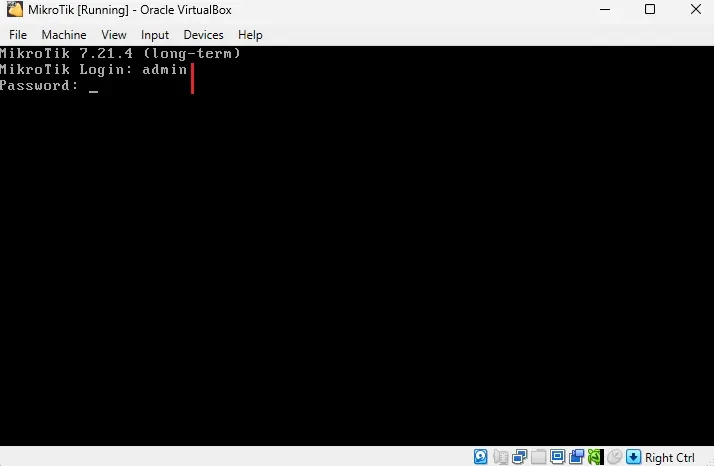 MikroTik [Running] - Oracle VirtualBox
File Machine View Input Devices Help
MikroTik 7.21.4 (long-term)
MikroTik Login: admin
Password: _
Right Ctrl